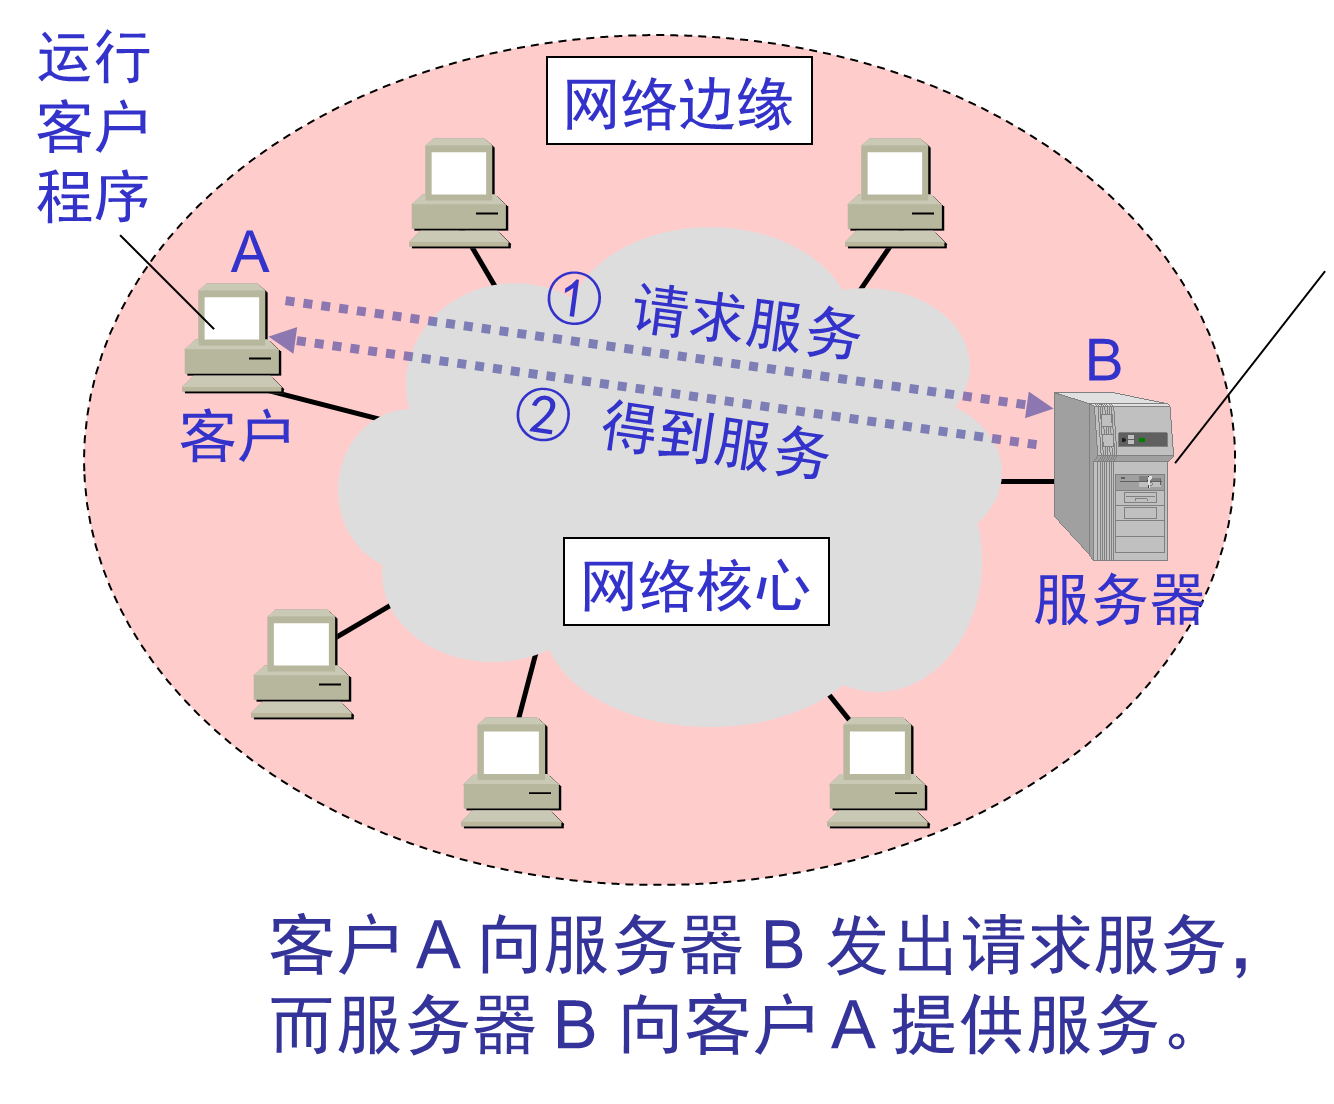 运行
客户
程序
网络边缘
A
① 请求服务
B
② 得到服务
客户
网络核心
服务器
客户 A 向服务器 B 发出请求服务，
而服务器 B 向客户 A 提供服务。